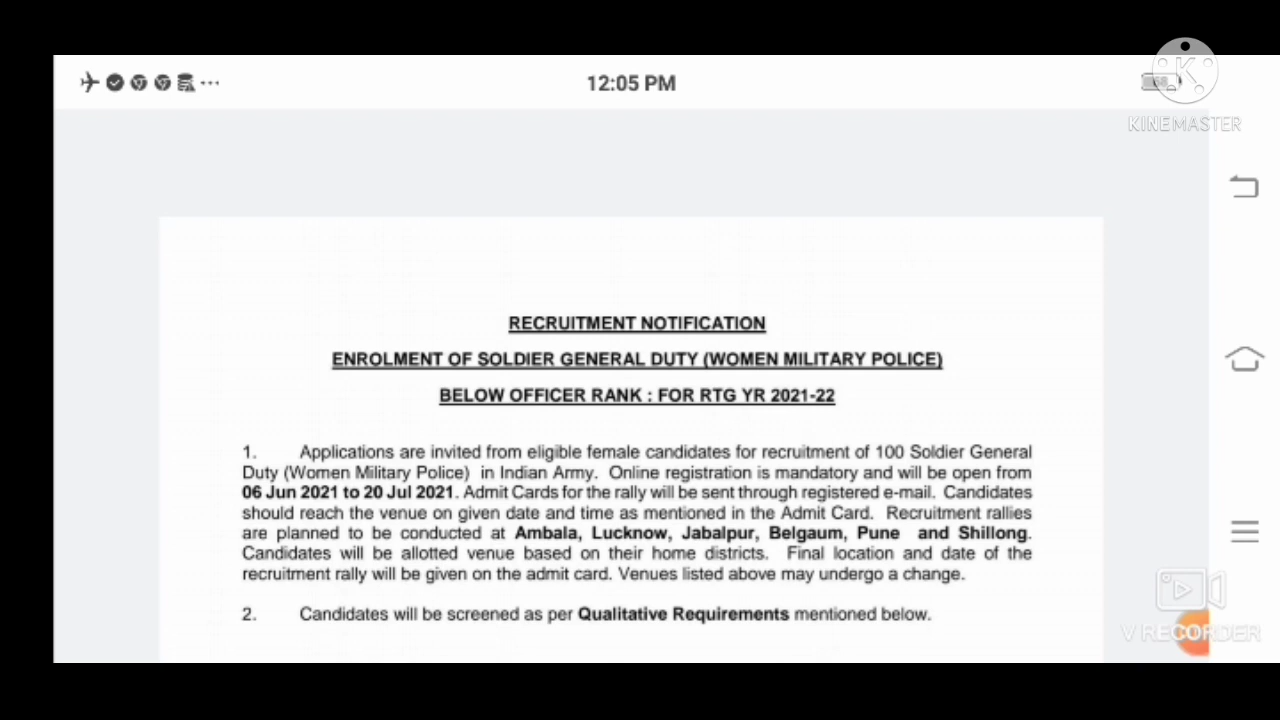 12:05 PM
KINEMASTER
RECRUITMENT NOTIFICATION
ENROLMENT OF SOLDIER GENERAL DUTY (WOMEN MILITARY POLICE)
BELOW OFFICER RANK : FOR RTG YR 2021-22
1. Applications are invited from eligible female candidates for recruitment of 100 Soldier General
Duty (Women Military Police) in Indian Army. Online registration is mandatory and will be open from
06 Jun 2021 to 20 Jul 2021. Admit Cards for the rally will be sent through registered e-mail. Candidates
should reach the venue on given date and time as mentioned in the Admit Card. Recruitment rallies
are planned to be conducted at Ambala, Lucknow, Jabalpur, Belgaum, Pune and Shillong.
Candidates will be allotted venue based on their home districts. Final location and date of the
recruitment rally will be given on the admit card. Venues listed above may undergo a change.
2. Candidates will be screened as per Qualitative Requirements mentioned below.
V RECORDER